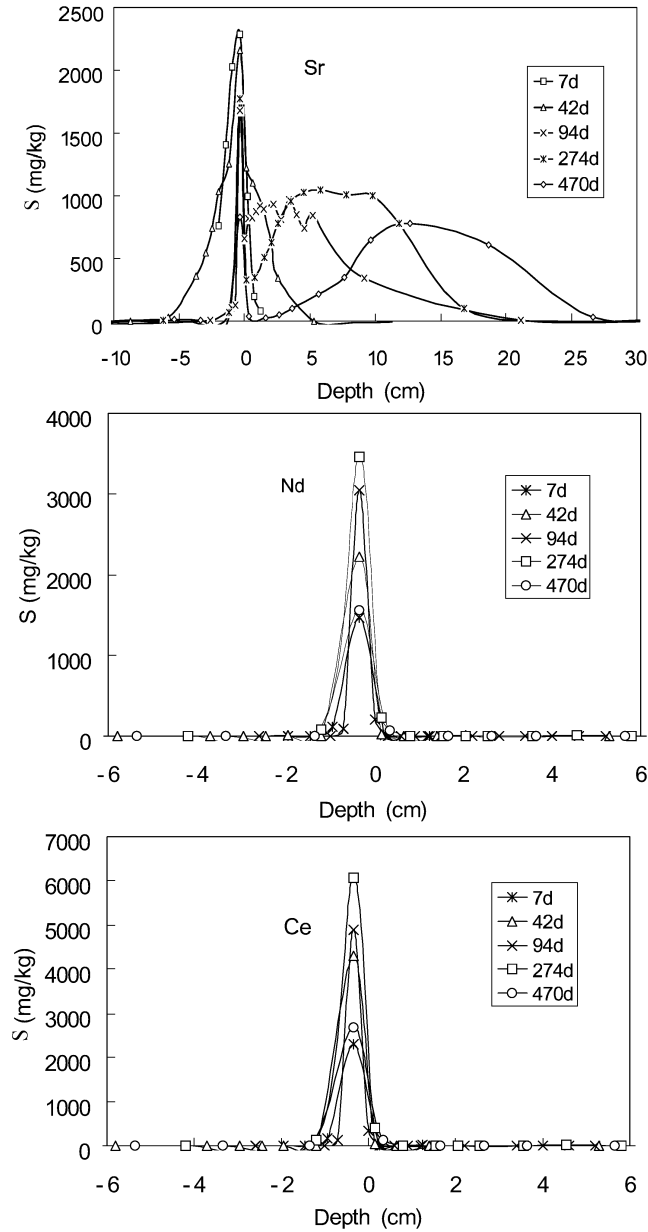 2500
2000
1500
1000
500
0
S (mg/kg)
Sr
7d
42d
94d
274d
470d
-10 -5 0 5 10 15 20 25 30
Depth (cm)
4000
3000
2000
1000
0
S (mg/kg)
Nd
7d
42d
94d
274d
470d
-6 -4 -2 0 2 4 6
Depth (cm)
7000
6000
5000
4000
3000
2000
1000
0
S (mg/kg)
Ce
7d
42d
94d
274d
470d
-6 -4 -2 0 2 4 6
Depth (cm)